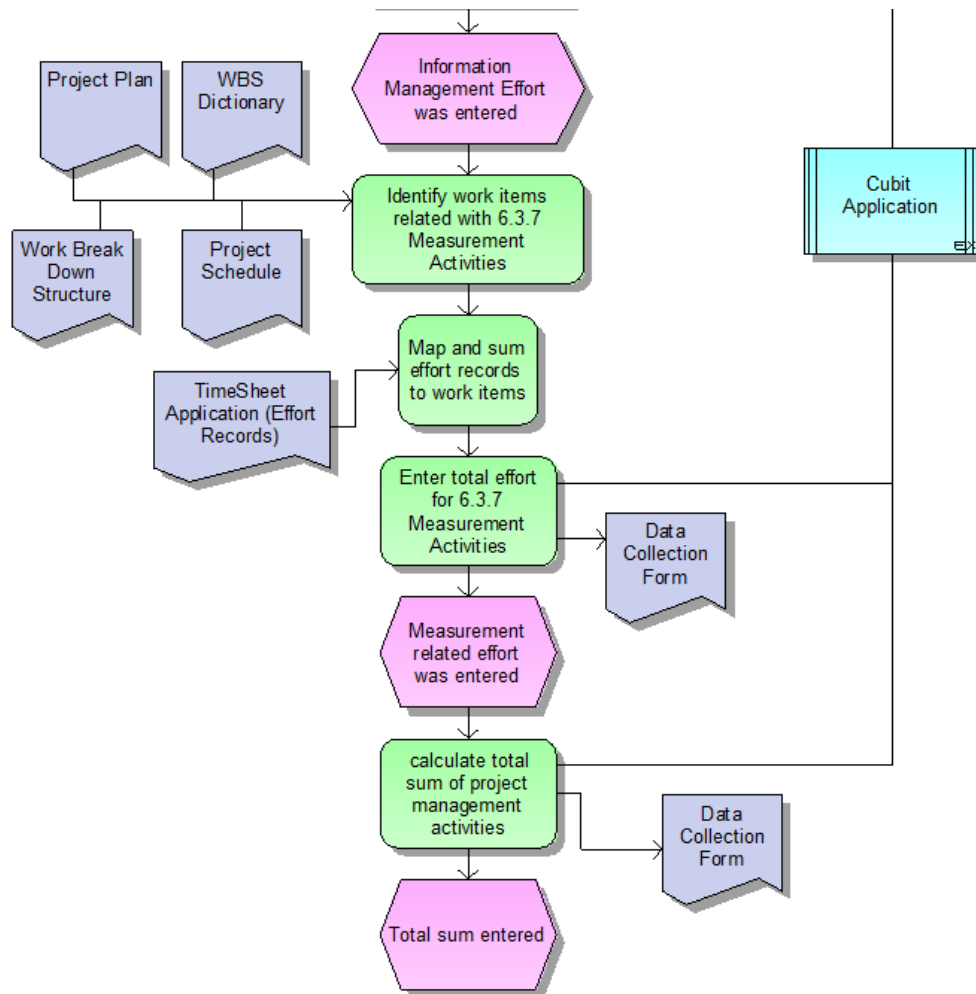 Information
Management Effort
was entered
Project Plan
WBS
Dictionary
Cubit
Application
Identify work items
related with 6.3.7
Measurement
Activities
Work Break
Down
Structure
Project
Schedule
Map and sum
effort records
to work items
TimeSheet
Application (Effort
Records)
Enter total effort
for 6.3.7
Measurement
Activities
Data
Collection
Form
Measurement
related effort
was entered
calculate total
sum of project
management
activities
Data
Collection
Form
Total sum entered